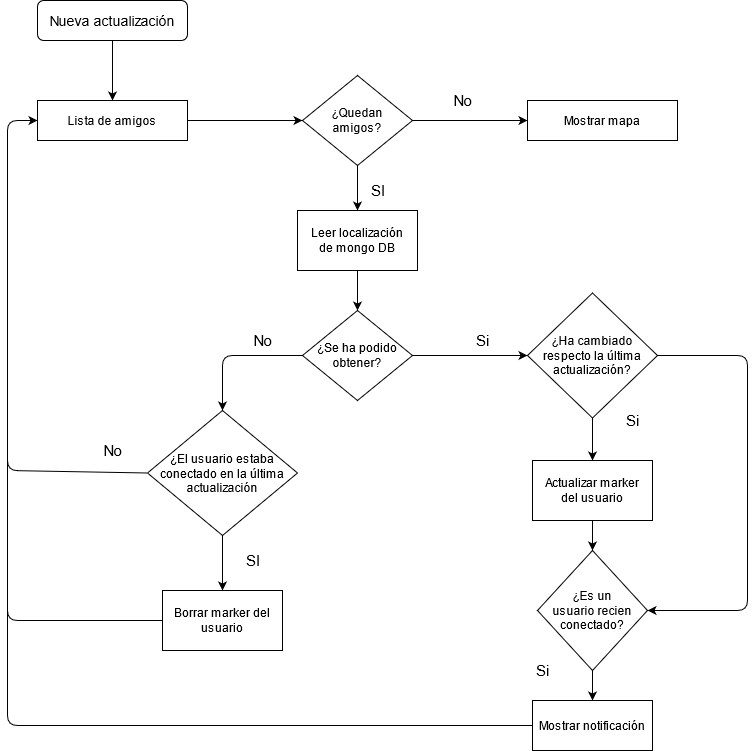 Nueva actualización
Lista de amigos
¿Quedan
amigos?
No
Mostrar mapa
SI
Leer localización
de mongo DB
¿Se ha podido
obtener?
No
Si
¿Ha cambiado
respecto la última
actualización?
Si
¿El usuario estaba
conectado en la última
actualización
No
SI
Actualizar marker
del usuario
Borrar marker del
usuario
¿Es un
usuario recien
conectado?
Si
Mostrar notificación